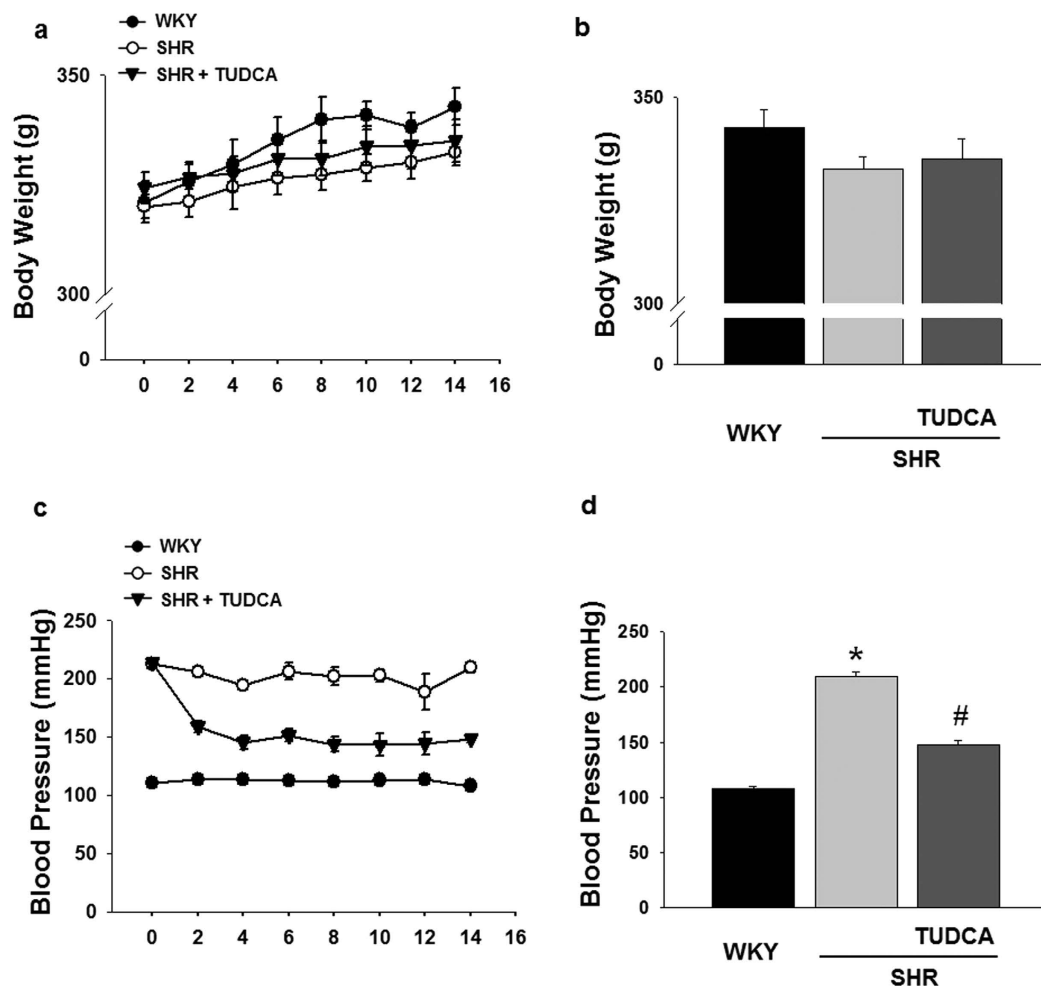 a
WKY
SHR
SHR + TUDCA
350
300
0
Body Weight (g)
0 2 4 6 8 10 12 14 16
b
350
300
0
Body Weight (g)
WKY
TUDCA
SHR
c
WKY
SHR
SHR + TUDCA
250
200
150
100
50
0
Blood Pressure (mmHg)
0 2 4 6 8 10 12 14 16
d
250
200
150
100
50
0
Blood Pressure (mmHg)
*
#
WKY
TUDCA
SHR